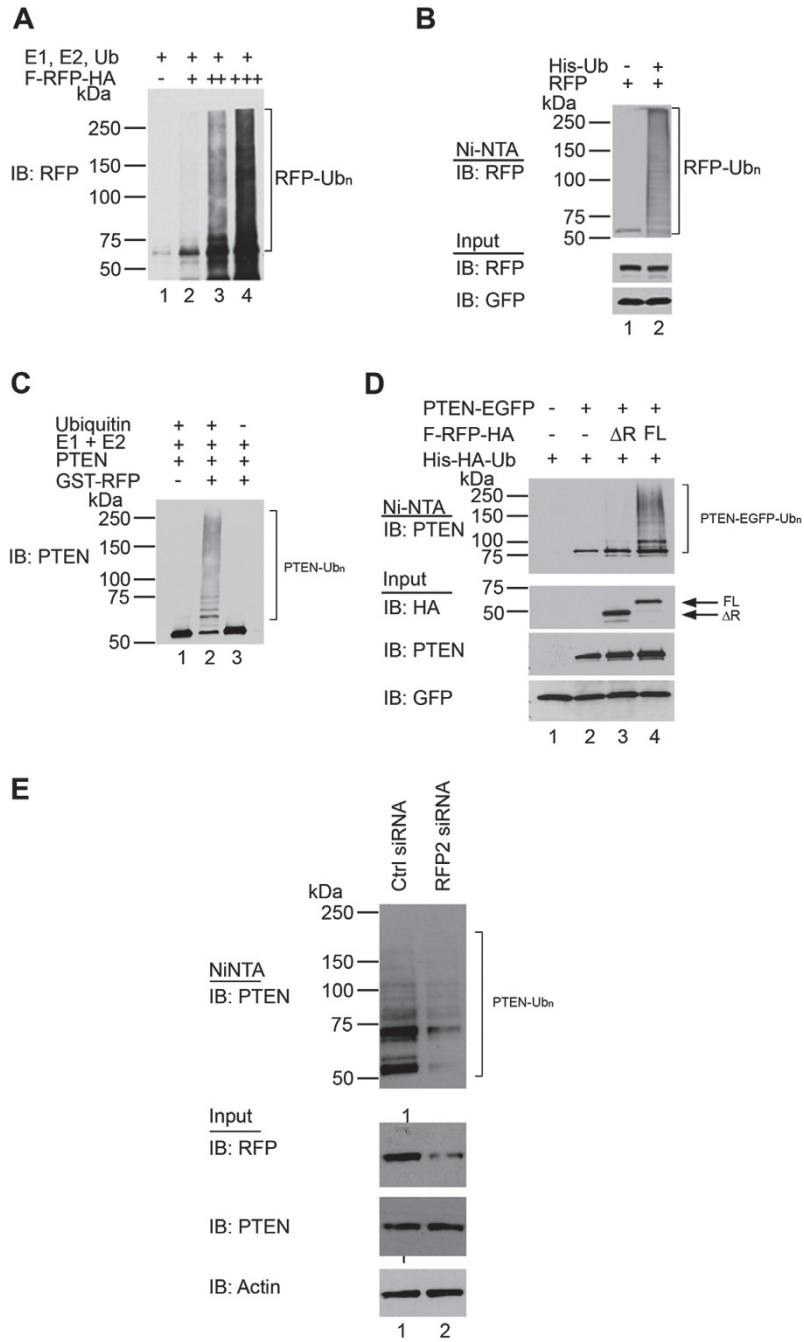 A
E1, E2, Ub + + + +
F-RFP-HA - + ++ +++
kDa
250
150
100
75
50
IB: RFP
RFP-Ubn
1 2 3 4
B
His-Ub - +
RFP + +
kDa
250
150
100
75
50
Ni-NTA
IB: RFP
RFP-Ubn
Input
IB: RFP
IB: GFP
1 2
C
Ubiquitin + + -
E1 + E2 + + +
PTEN + + +
GST-RFP - + +
kDa
250
150
100
75
50
IB: PTEN
PTEN-Ubn
1 2 3
D
PTEN-EGFP - + + +
F-RFP-HA - - ΔR FL
His-HA-Ub + + + +
kDa
250
150
100
75
Ni-NTA
IB: PTEN
PTEN-EGFP-Ubn
Input
IB: HA
75
50
FL
ΔR
IB: PTEN
IB: GFP
1 2 3 4
E
Ctrl siRNA
RFP2 siRNA
kDa
250
150
100
75
50
NiNTA
IB: PTEN
PTEN-Ubn
1
Input
IB: RFP
IB: PTEN
IB: Actin
1 2